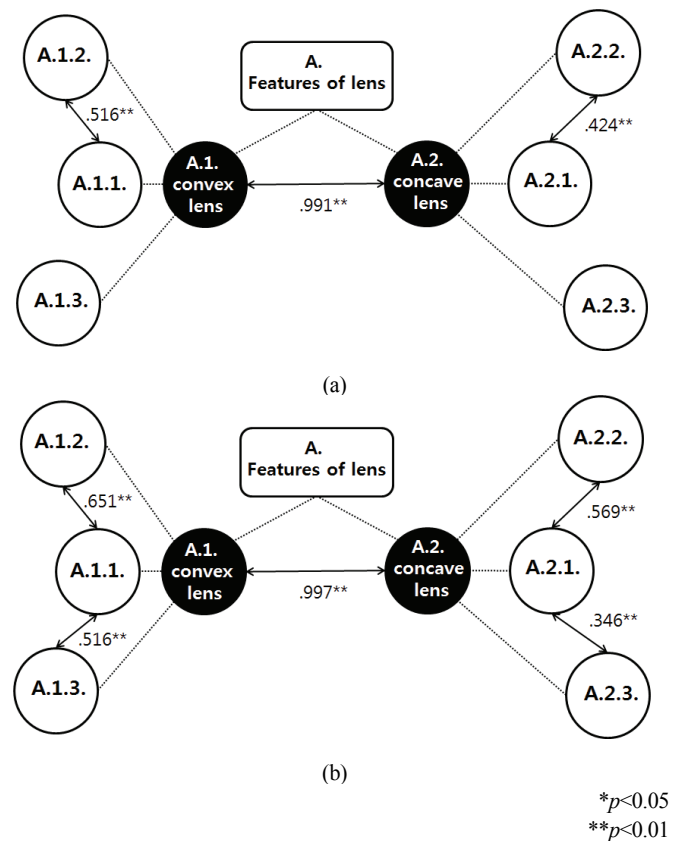 A.1.2.
A.
Features of lens
A.2.2.
.516**
.424**
A.1.1.
A.1.
convex
lens
.991**
A.2.
concave
lens
A.2.1.
A.1.3.
A.2.3.
(a)
A.1.2.
A.
Features of lens
A.2.2.
.651**
.569**
A.1.1.
A.1.
convex
lens
.997**
A.2.
concave
lens
A.2.1.
.516**
.346**
A.1.3.
A.2.3.
(b)
*p<0.05
**p<0.01